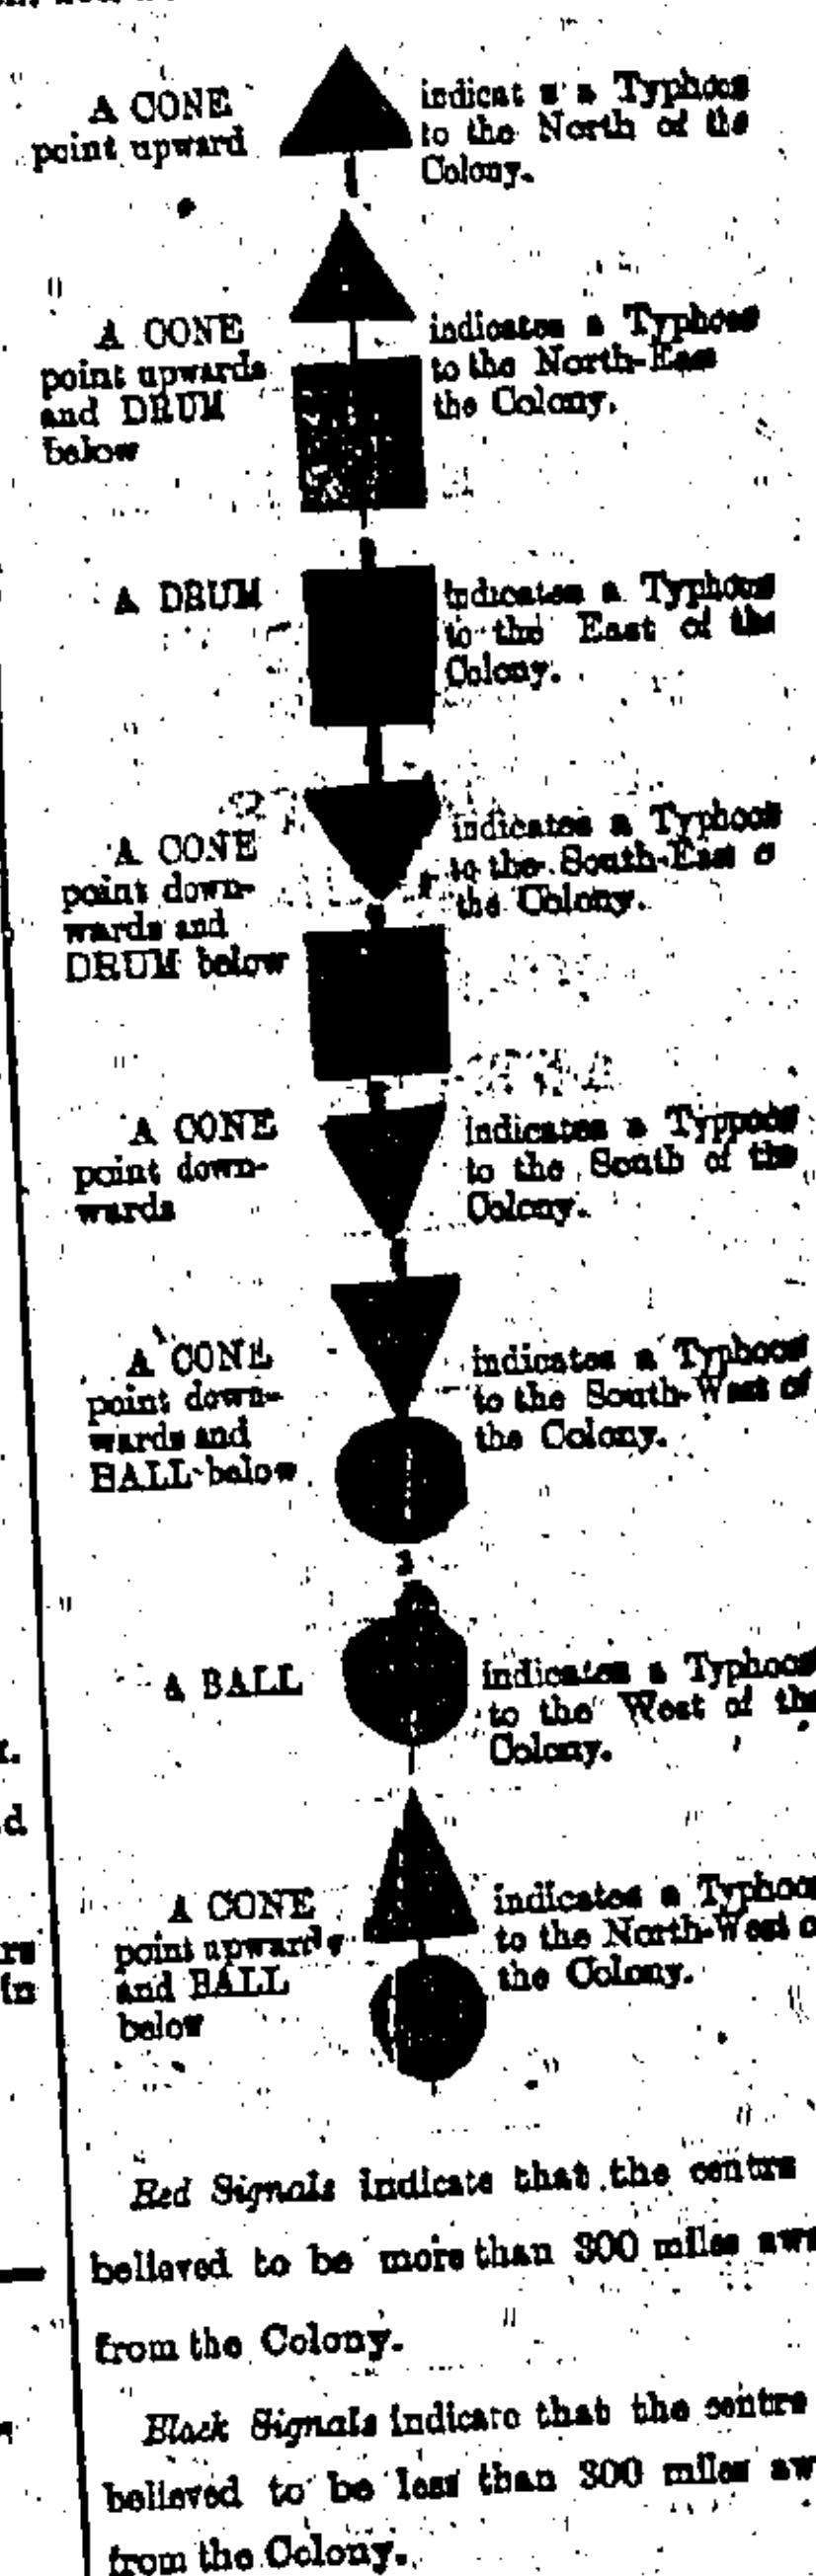 A CONE
point upward
indicat s a Typhoon
to the North of the
Colony.
A CONE
point upwards
and DRUM
below
indicates a Typhoon
to the North-East
the Colony.
A DRUM
indicates a Typhoon
to the East of the
Colony.
A CONE
point down-
wards and
DRUM below
indicates a Typhoon
to the South-East o
the Colony.
A CONE
point down-
wards
indicates a Typpoon
to the South of the
Colony.
A CONE
point down-
wards and
BALL below
indicates a Typhoon
to the South-West of
the Colony.
A BALL
indicates a Typhoon
to the West of the
Colony.
A CONE
point upwards
and BALL
below
indicates a Typhoo
to the North-West o
the Colony.
Red Signals indicate that the centre
believed to be more than 300 miles aw
from the Colony.
Black Signals indicate that the centre
believed to be less than 300 miles aw
from the Colony.